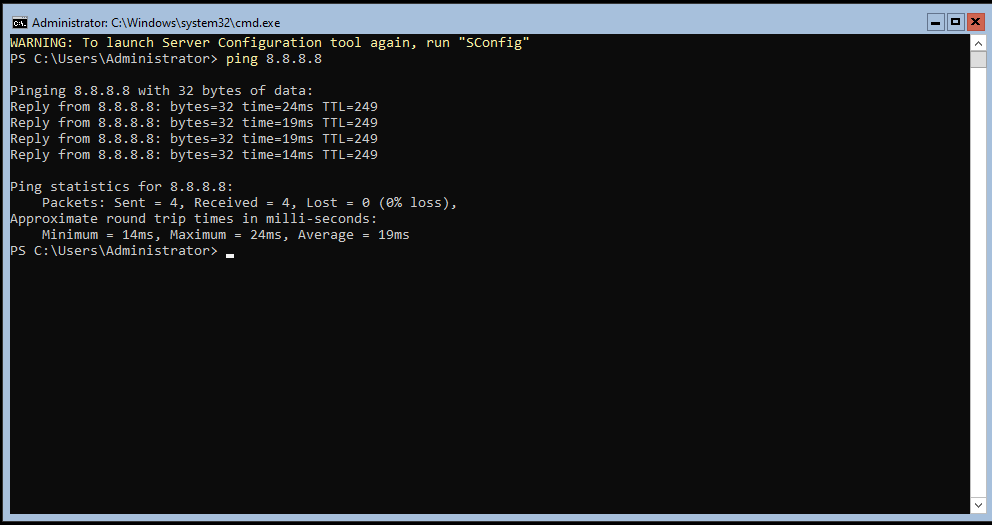 Administrator: C:\Windows\system32\cmd.exe
WARNING: To launch Server Configuration tool again, run "SConfig"
PS C:\Users\Administrator> ping 8.8.8.8
Pinging 8.8.8.8 with 32 bytes of data:
Reply from 8.8.8.8: bytes=32 time=24ms TTL=249
Reply from 8.8.8.8: bytes=32 time=19ms TTL=249
Reply from 8.8.8.8: bytes=32 time=19ms TTL=249
Reply from 8.8.8.8: bytes=32 time=14ms TTL=249
Ping statistics for 8.8.8.8:
    Packets: Sent = 4, Received = 4, Lost = 0 (0% loss),
Approximate round trip times in milli-seconds:
    Minimum = 14ms, Maximum = 24ms, Average = 19ms
PS C:\Users\Administrator>